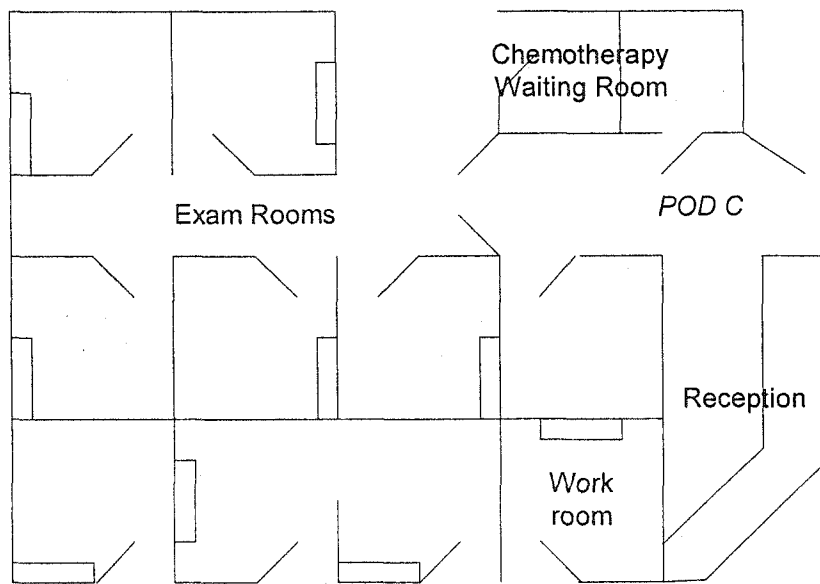 Chemotherapy
Waiting Room
Exam Rooms
POD C
Reception
Work
room